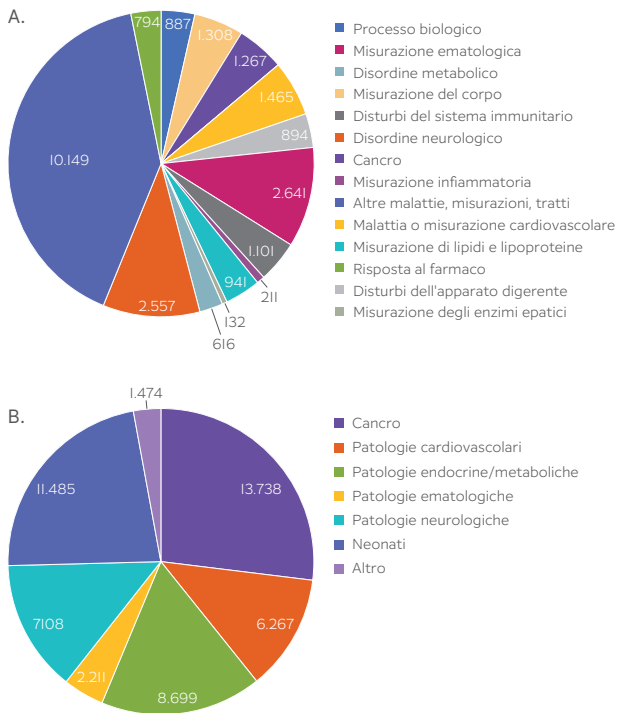 A.
794
887
1.308
1.267
1.465
894
2.641
1.101
211
941
132
616
2.557
10.149
Processo biologico
Misurazione ematologica
Disordine metabolico
Misurazione del corpo
Disturbi del sistema immunitario
Disordine neurologico
Cancro
Misurazione infiammatoria
Altre malattie, misurazioni, tratti
Malattia o misurazione cardiovascolare
Misurazione di lipidi e lipoproteine
Risposta al farmaco
Disturbi dell'apparato digerente
Misurazione degli enzimi epatici
B.
1.474
13.738
6.267
8.699
2.211
7108
11.485
Cancro
Patologie cardiovascolari
Patologie endocrine/metaboliche
Patologie ematologiche
Patologie neurologiche
Neonati
Altro